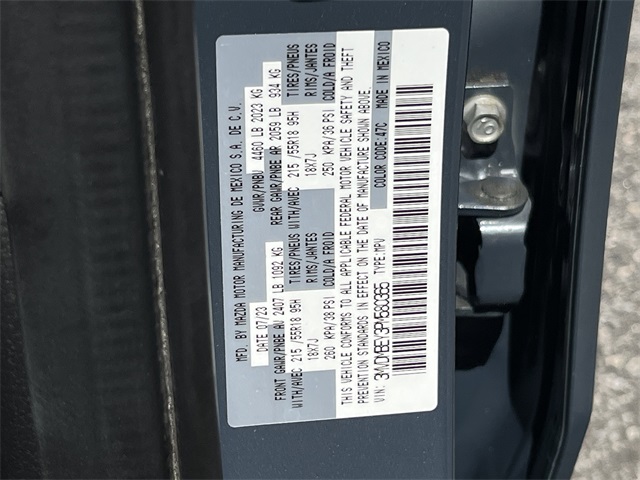 MFD. BY MAZDA MOTOR MANUFACTURING DE MEXICO S.A. DE C.V.
DATE 07/23 GVWR/PNBV 4460 LB 2023 KG
FRONT GAWR/PNBE AV 2407 LB 1092 KG REAR GAWR/PNBE AR 2059 LB 934 KG
WITH/AVEC 215 /55R18 95H TIRES/PNEUS WITH/AVEC 215 /55R18 95H TIRES/PNEUS
18X7J RIMS/JANTES 18X7J RIMS/JANTES
260 KPA/38 PSI COLD/A FROID 250 KPA/36 PSI COLD/A FROID
THIS VEHICLE CONFORMS TO ALL APPLICABLE FEDERAL MOTOR VEHICLE SAFETY AND THEFT
PREVENTION STANDARDS IN EFFECT ON THE DATE OF MANUFACTURE SHOWN ABOVE.
VIN: TYPE:MPV COLOR CODE:47C MADE IN MEXICO